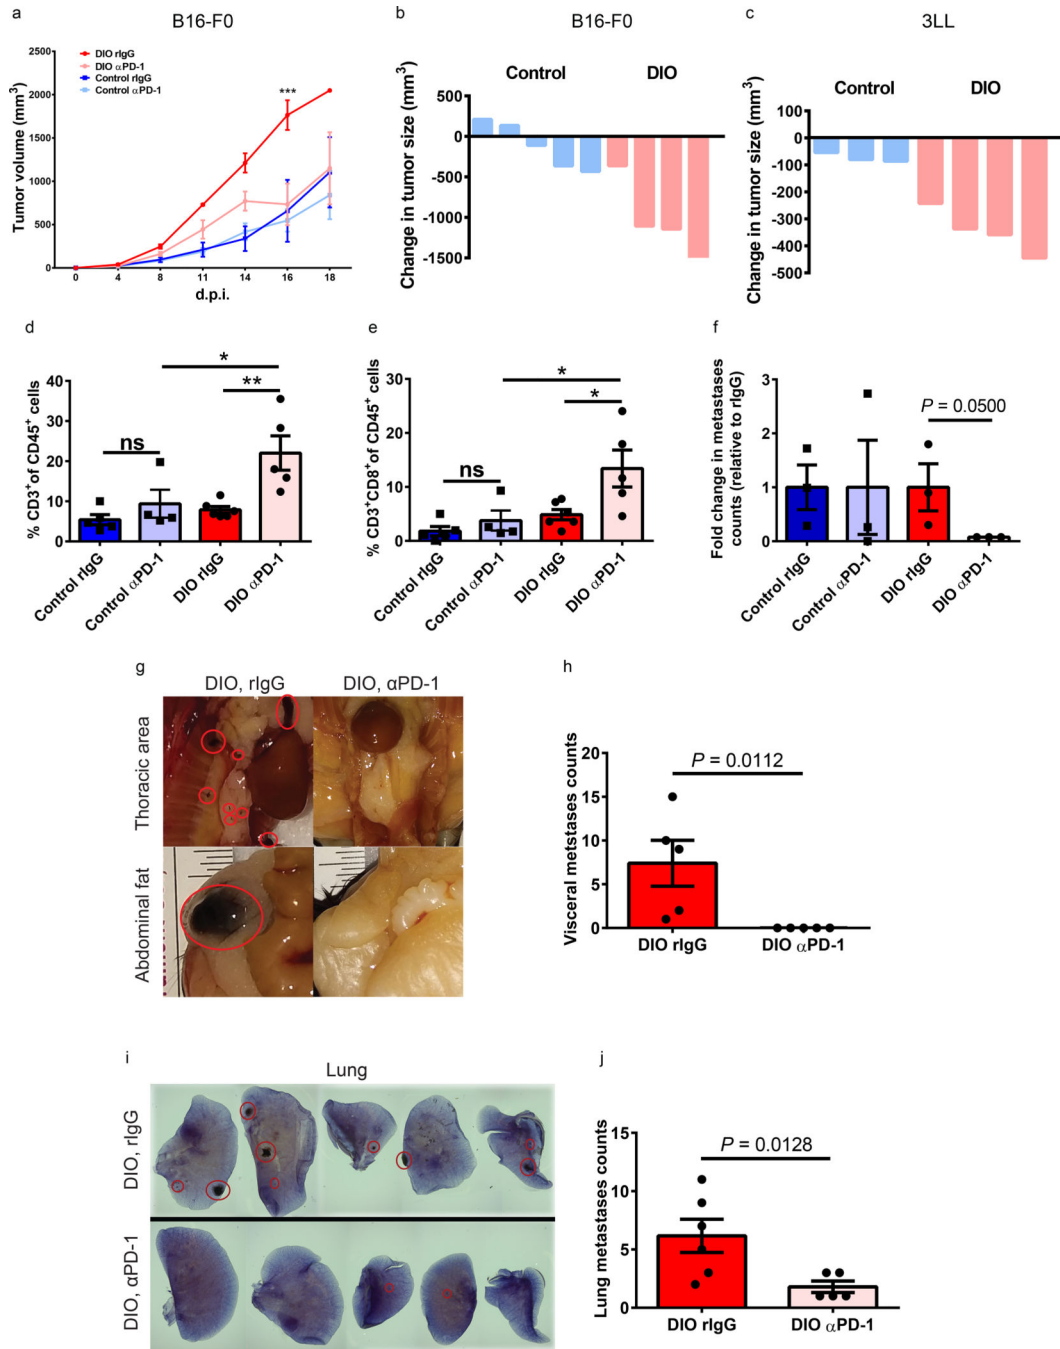 a
B16-F0
Tumor volume (mm3)
2500
2000
1500
1000
500
0
DIO rIgG
DIO αPD-1
Control rIgG
Control αPD-1
***
0 4 8 11 14 16 18
d.p.i.
b
B16-F0
Change in tumor size (mm3)
Control DIO
500
0
-500
-1000
-1500
c
3LL
Change in tumor size (mm3)
Control DIO
100
0
-100
-200
-300
-400
-500
d
% CD3+of CD45+ cells
40
30
20
10
0
*
**
ns
Control rIgG
Control αPD-1
DIO rIgG
DIO αPD-1
e
% CD3+CD8+of CD45+ cells
30
20
10
0
*
*
ns
Control rIgG
Control αPD-1
DIO rIgG
DIO αPD-1
f
Fold change in metastases
counts (relative to rIgG)
3
2
1
0
P = 0.0500
Control rIgG
Control αPD-1
DIO rIgG
DIO αPD-1
g
DIO, rIgG DIO, αPD-1
Thoracic area
Abdominal fat
h
Visceral metstases counts
20
15
10
5
0
P = 0.0112
DIO rIgG DIO αPD-1
i
Lung
DIO, rIgG
DIO, αPD-1
j
Lung metastases counts
15
10
5
0
P = 0.0128
DIO rIgG DIO αPD-1